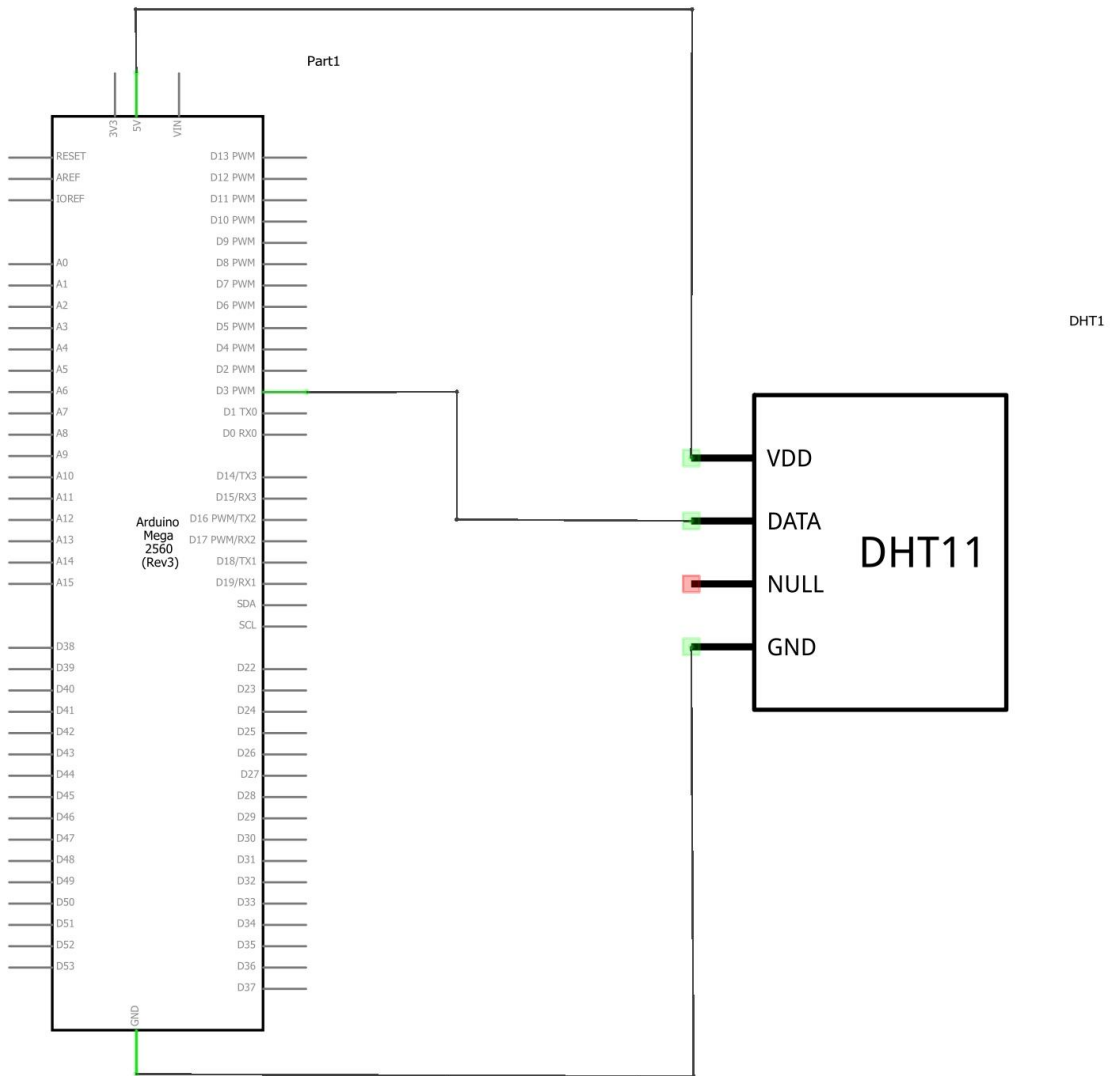 Part1
3V3
5V
VIN
RESET
AREF
IOREF
A0
A1
A2
A3
A4
A5
A6
A7
A8
A9
A10
A11
A12
A13
A14
A15
D38
D39
D40
D41
D42
D43
D44
D45
D46
D47
D48
D49
D50
D51
D52
D53
Arduino
Mega
2560
(Rev3)
D13 PWM
D12 PWM
D11 PWM
D10 PWM
D9 PWM
D8 PWM
D7 PWM
D6 PWM
D5 PWM
D4 PWM
D2 PWM
D3 PWM
D1 TX0
D0 RX0
D14/TX3
D15/RX3
D16 PWM/TX2
D17 PWM/RX2
D18/TX1
D19/RX1
SDA
SCL
D22
D23
D24
D25
D26
D27
D28
D29
D30
D31
D32
D33
D34
D35
D36
D37
GND
DHT1
VDD
DATA
NULL
GND
DHT11